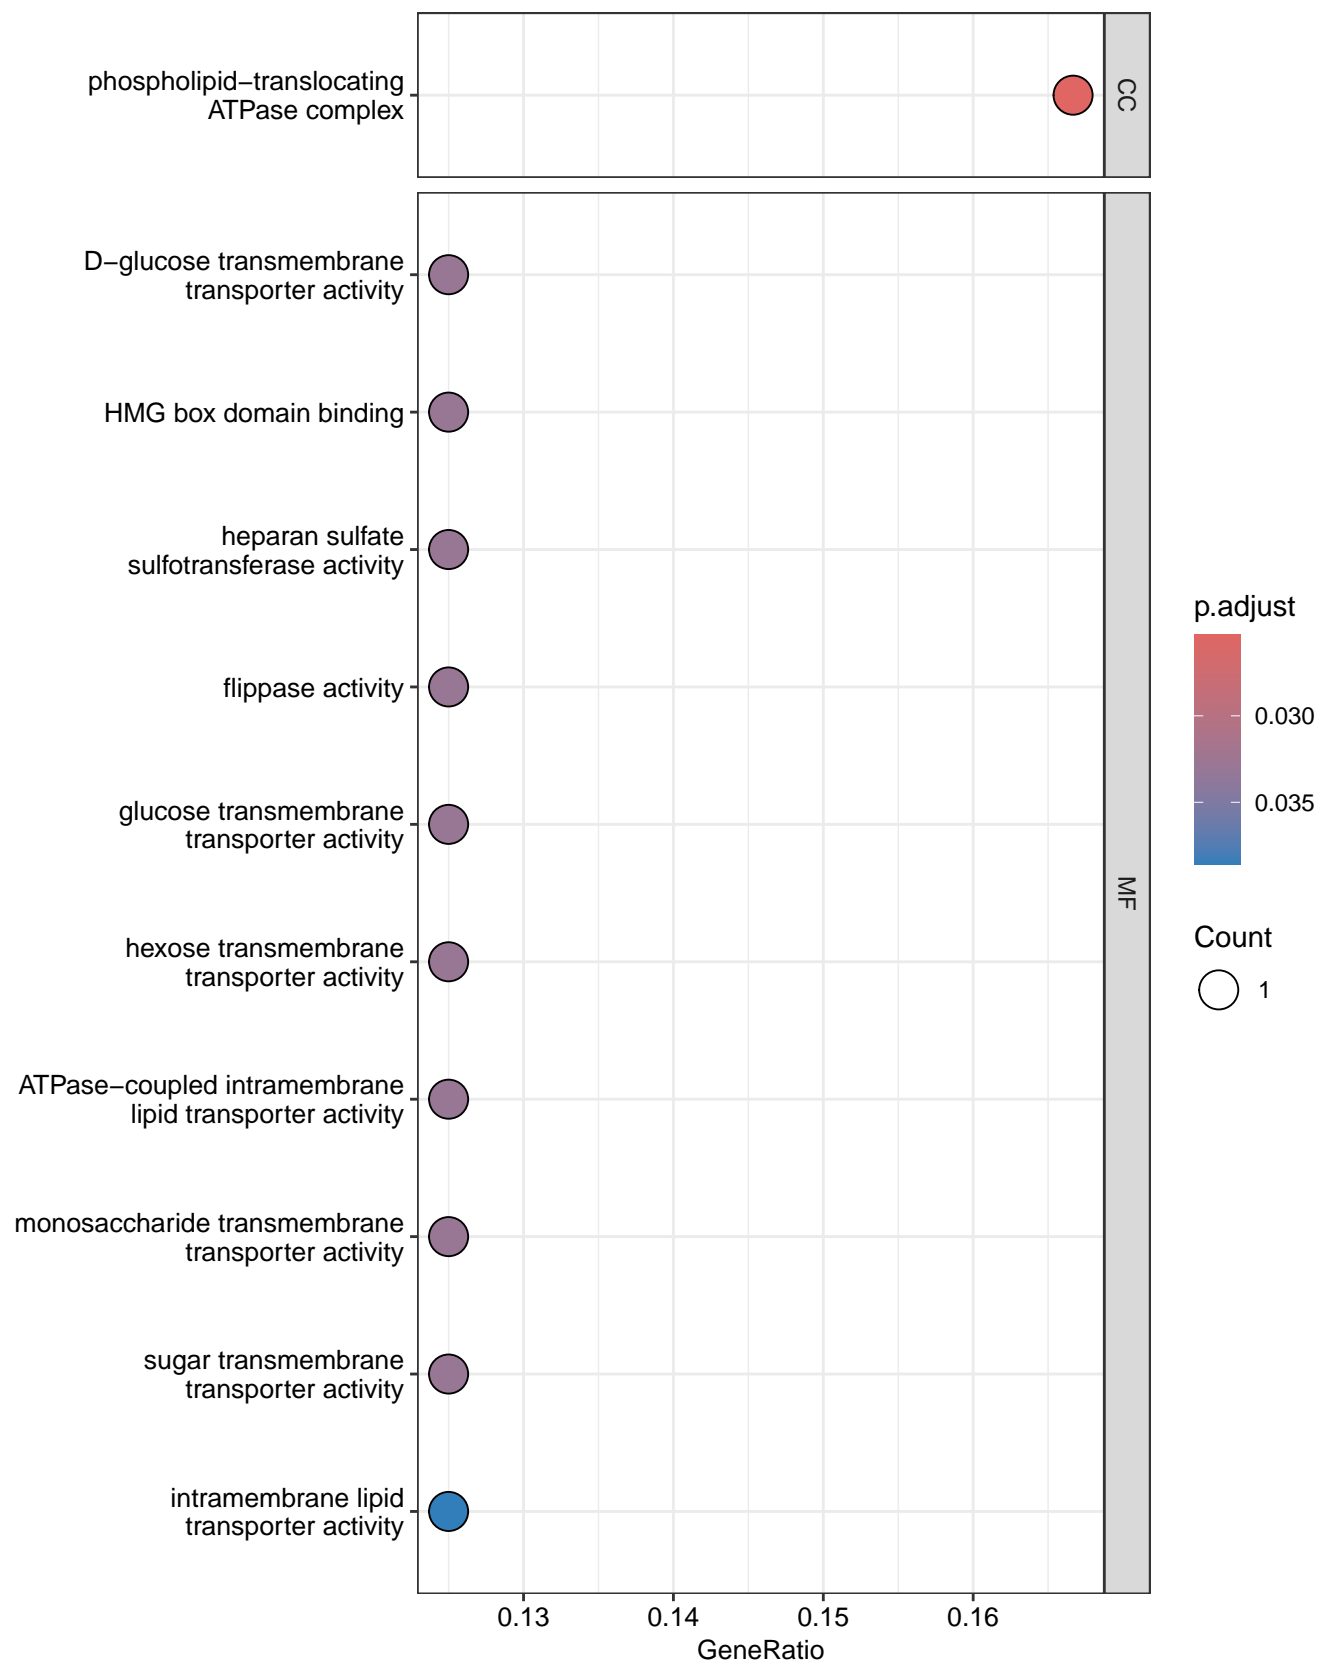 phospholipid−translocating
ATPase complex
CC
D−glucose transmembrane
transporter activity
HMG box domain binding
heparan sulfate
sulfotransferase activity
flippase activity
glucose transmembrane
transporter activity
hexose transmembrane
transporter activity
ATPase−coupled intramembrane
lipid transporter activity
monosaccharide transmembrane
transporter activity
sugar transmembrane
transporter activity
intramembrane lipid
transporter activity
MF
0.13 0.14 0.15 0.16
GeneRatio
p.adjust
0.030
0.035
Count
1